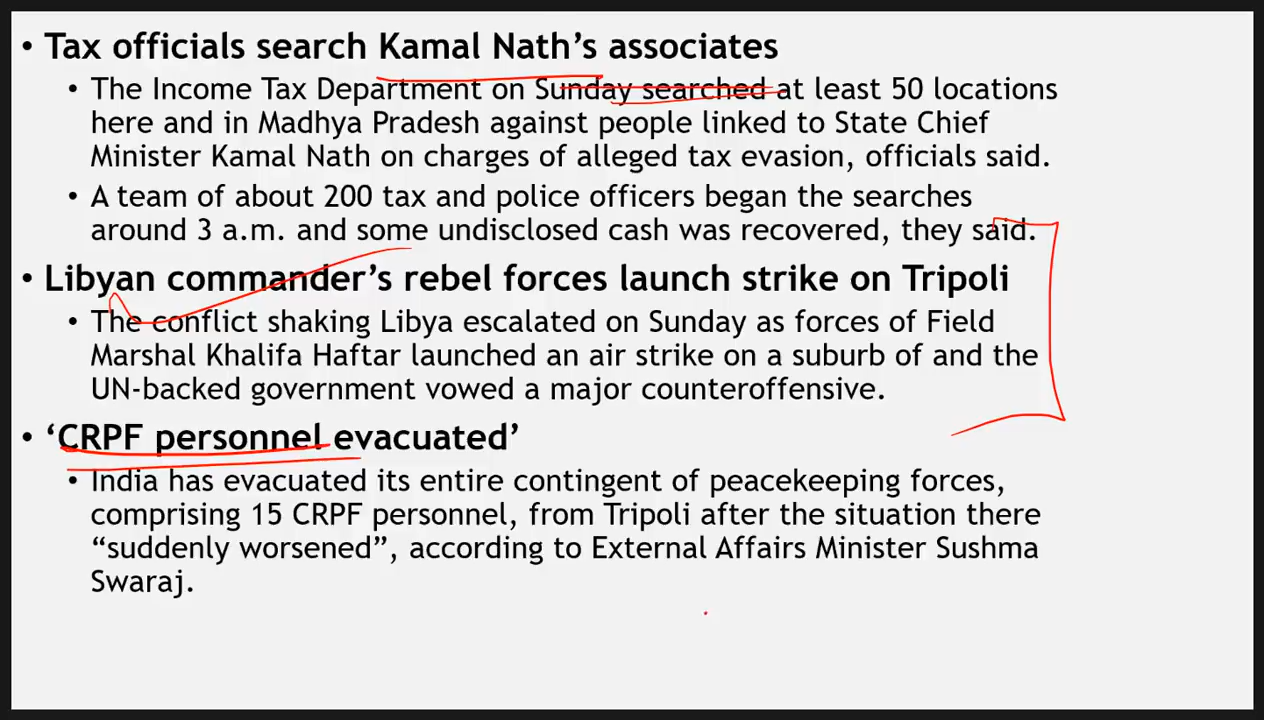 • Tax officials search Kamal Nath's associates
• The Income Tax Department on Sunday searched at least 50 locations
here and in Madhya Pradesh against people linked to State Chief
Minister Kamal Nath on charges of alleged tax evasion, officials said.
• A team of about 200 tax and police officers began the searches
around 3 a.m. and some undisclosed cash was recovered, they said.
• Libyan commander's rebel forces launch strike on Tripoli
• The conflict shaking Libya escalated on Sunday as forces of Field
Marshal Khalifa Haftar launched an air strike on a suburb of and the
UN-backed government vowed a major counteroffensive.
• ‘CRPF personnel evacuated’
• India has evacuated its entire contingent of peacekeeping forces,
comprising 15 CRPF personnel, from Tripoli after the situation there
“suddenly worsened”, according to External Affairs Minister Sushma
Swaraj.